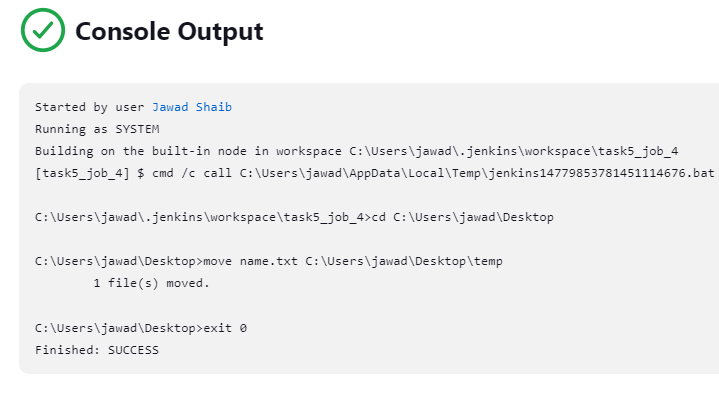 Console Output
Started by user Jawad Shaib
Running as SYSTEM
Building on the built-in node in workspace C:\Users\jawad\.jenkins\workspace\task5_job_4
[task5_job_4] $ cmd /c call C:\Users\jawad\AppData\Local\Temp\jenkins14779853781451114676.bat
C:\Users\jawad\.jenkins\workspace\task5_job_4>cd C:\Users\jawad\Desktop
C:\Users\jawad\Desktop>move name.txt C:\Users\jawad\Desktop\temp
1 file(s) moved.
C:\Users\jawad\Desktop>exit 0
Finished: SUCCESS